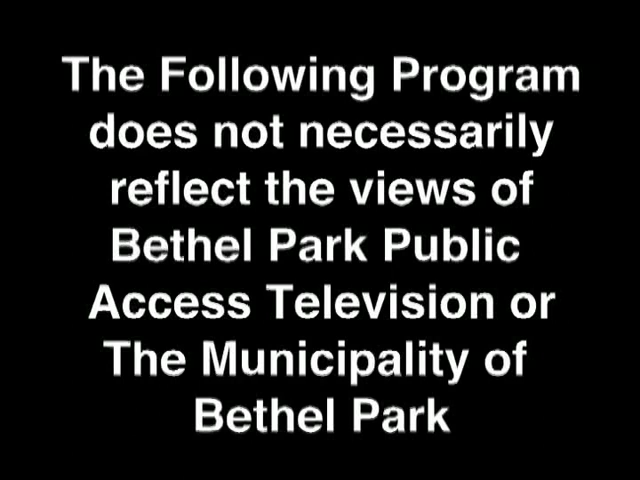 The Following Program
does not necessarily
reflect the views of
Bethel Park Public
Access Television or
The Municipality of
Bethel Park